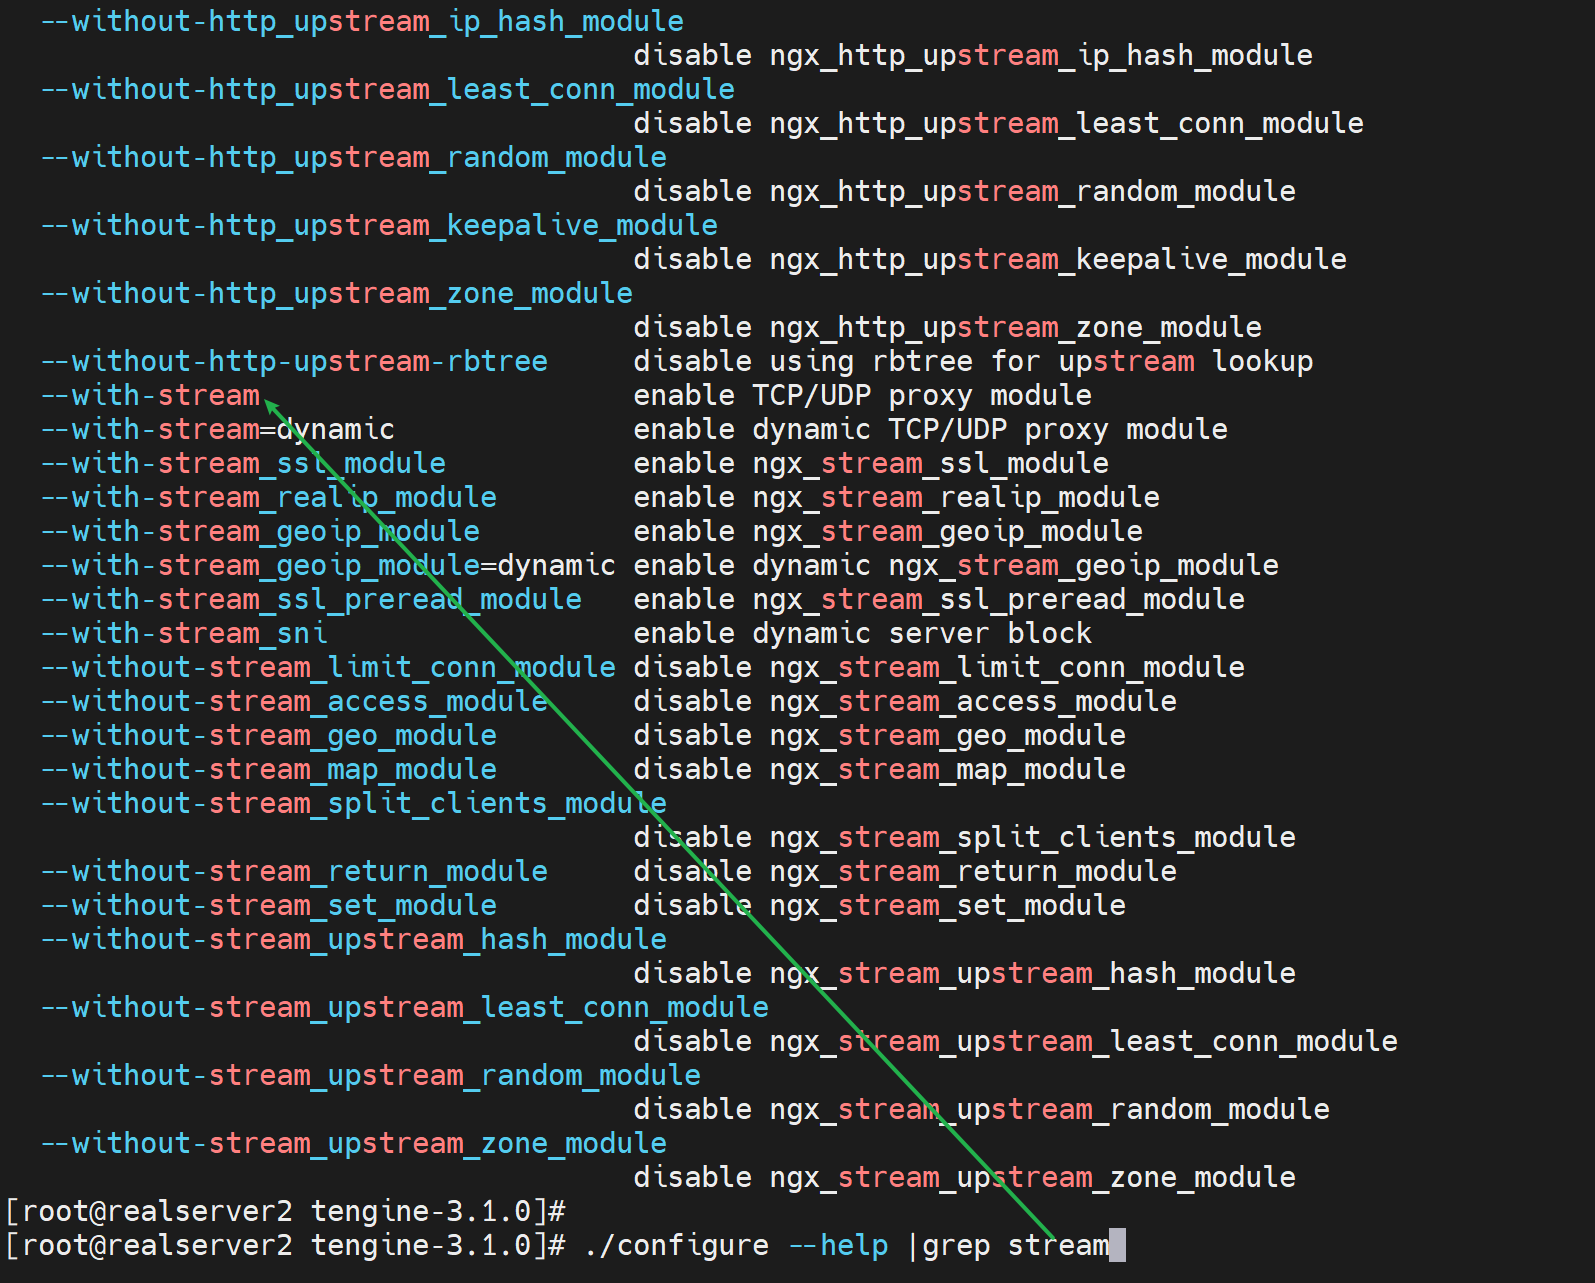 --without-http_upstream_ip_hash_module
disable ngx_http_upstream_ip_hash_module
--without-http_upstream_least_conn_module
disable ngx_http_upstream_least_conn_module
--without-http_upstream_random_module
disable ngx_http_upstream_random_module
--without-http_upstream_keepalive_module
disable ngx_http_upstream_keepalive_module
--without-http_upstream_zone_module
disable ngx_http_upstream_zone_module
--without-http-upstream-rbtree disable using rbtree for upstream lookup
--with-stream enable TCP/UDP proxy module
--with-stream=dynamic enable dynamic TCP/UDP proxy module
--with-stream_ssl_module enable ngx_stream_ssl_module
--with-stream_realip_module enable ngx_stream_realip_module
--with-stream_geoip_module enable ngx_stream_geoip_module
--with-stream_geoip_module=dynamic enable dynamic ngx_stream_geoip_module
--with-stream_ssl_preread_module enable ngx_stream_ssl_preread_module
--with-stream_sni enable dynamic server block
--without-stream_limit_conn_module disable ngx_stream_limit_conn_module
--without-stream_access_module disable ngx_stream_access_module
--without-stream_geo_module disable ngx_stream_geo_module
--without-stream_map_module disable ngx_stream_map_module
--without-stream_split_clients_module
disable ngx_stream_split_clients_module
--without-stream_return_module disable ngx_stream_return_module
--without-stream_set_module disable ngx_stream_set_module
--without-stream_upstream_hash_module
disable ngx_stream_upstream_hash_module
--without-stream_upstream_least_conn_module
disable ngx_stream_upstream_least_conn_module
--without-stream_upstream_random_module
disable ngx_stream_upstream_random_module
--without-stream_upstream_zone_module
disable ngx_stream_upstream_zone_module
[root@realserver2 tengine-3.1.0]#
[root@realserver2 tengine-3.1.0]# ./configure --help |grep stream